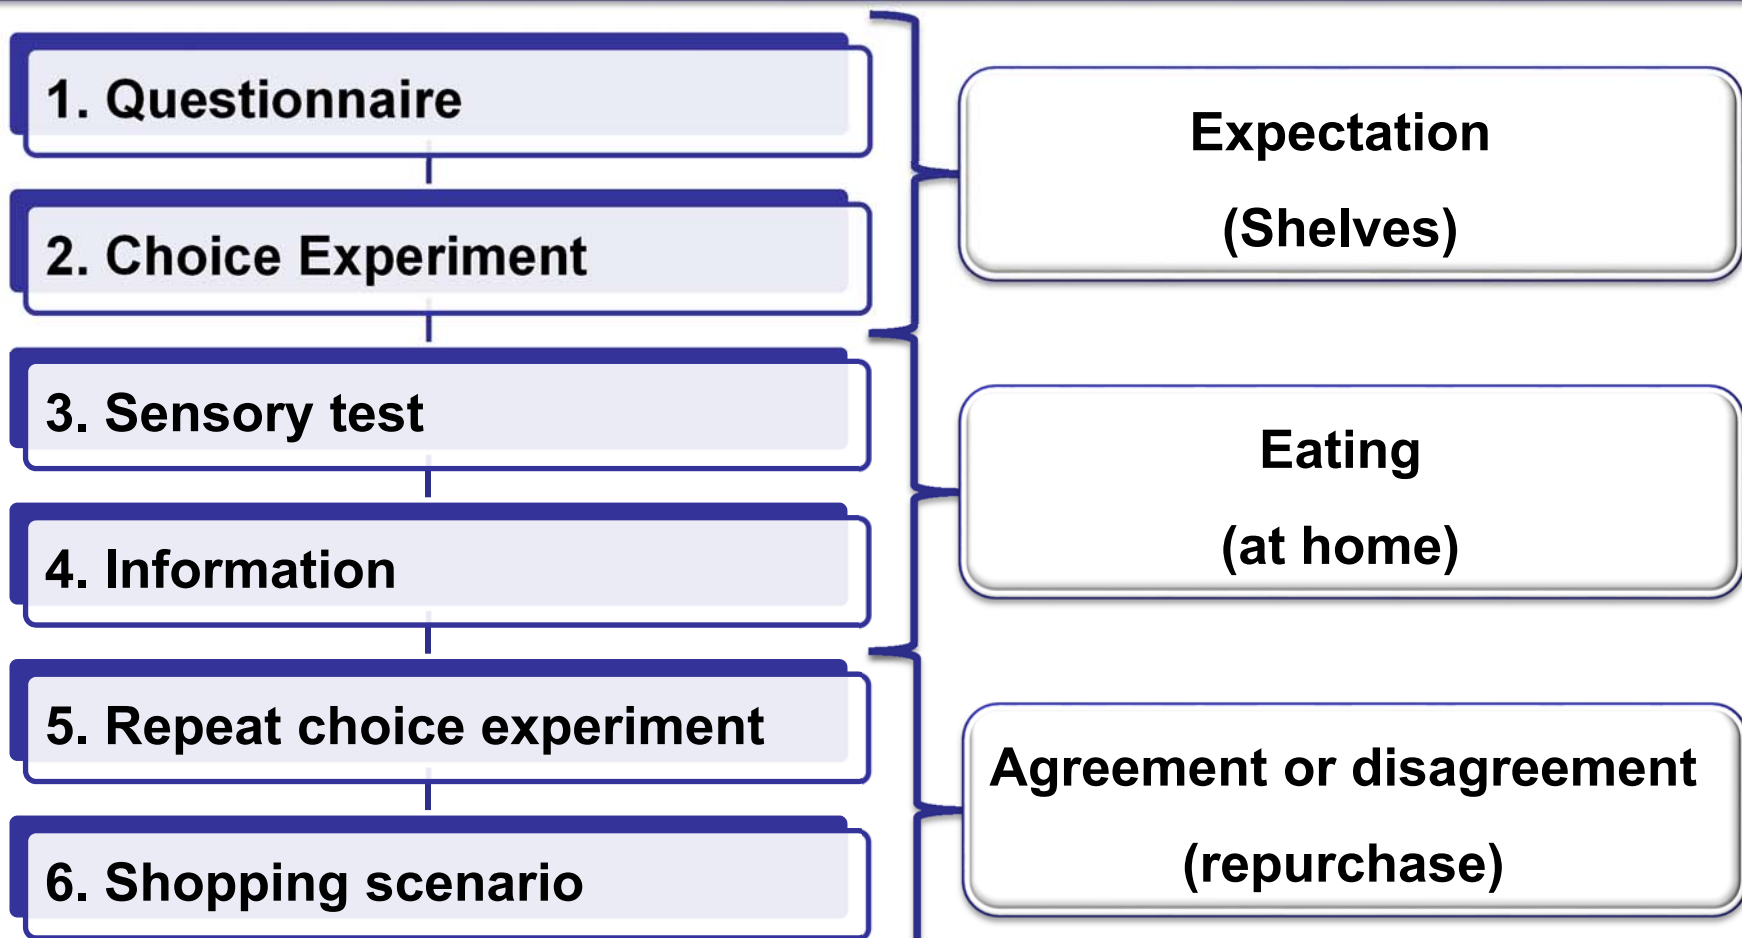 1. Questionnaire
2. Choice Experiment
Expectation
(Shelves)
3. Sensory test
4. Information
Eating
(at home)
5. Repeat choice experiment
6. Shopping scenario
Agreement or disagreement
(repurchase)